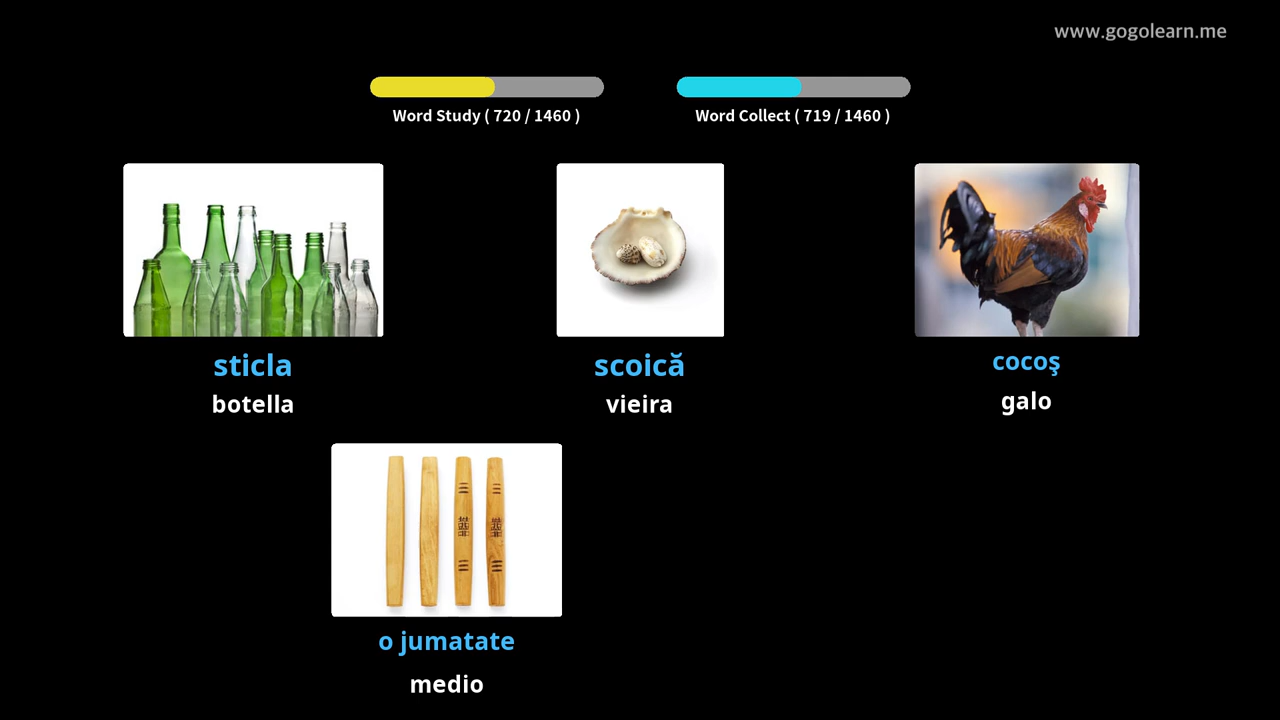 www.gogolearn.me
Word Study ( 720 / 1460 )
Word Collect ( 719 / 1460 )
sticla
botella
scoică
vieira
cocoş
galo
o jumatate
medio